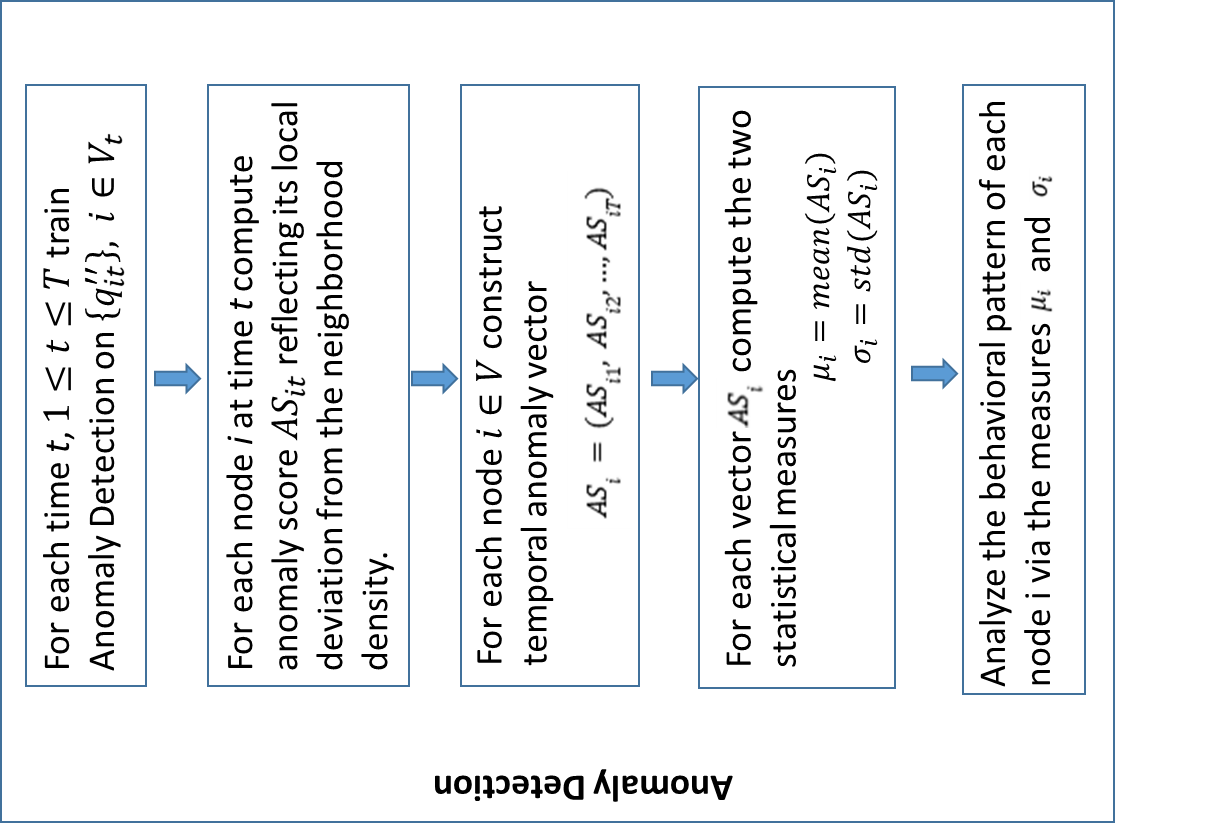 For each time t, 1 ≤ t ≤ T train
Anomaly Detection on {q''ᵢₜ}, i ∈ Vₜ
For each node i at time t compute
anomaly score ASᵢₜ reflecting its local
deviation from the neighborhood
density.
For each node i ∈ V construct
temporal anomaly vector
ASᵢ = (ASᵢ₁, ASᵢ₂, ..., ASᵢT)
For each vector ASᵢ compute the two
statistical measures
μᵢ = mean(ASᵢ)
σᵢ = std(ASᵢ)
Analyze the behavioral pattern of each
node i via the measures μᵢ and σᵢ
Anomaly Detection